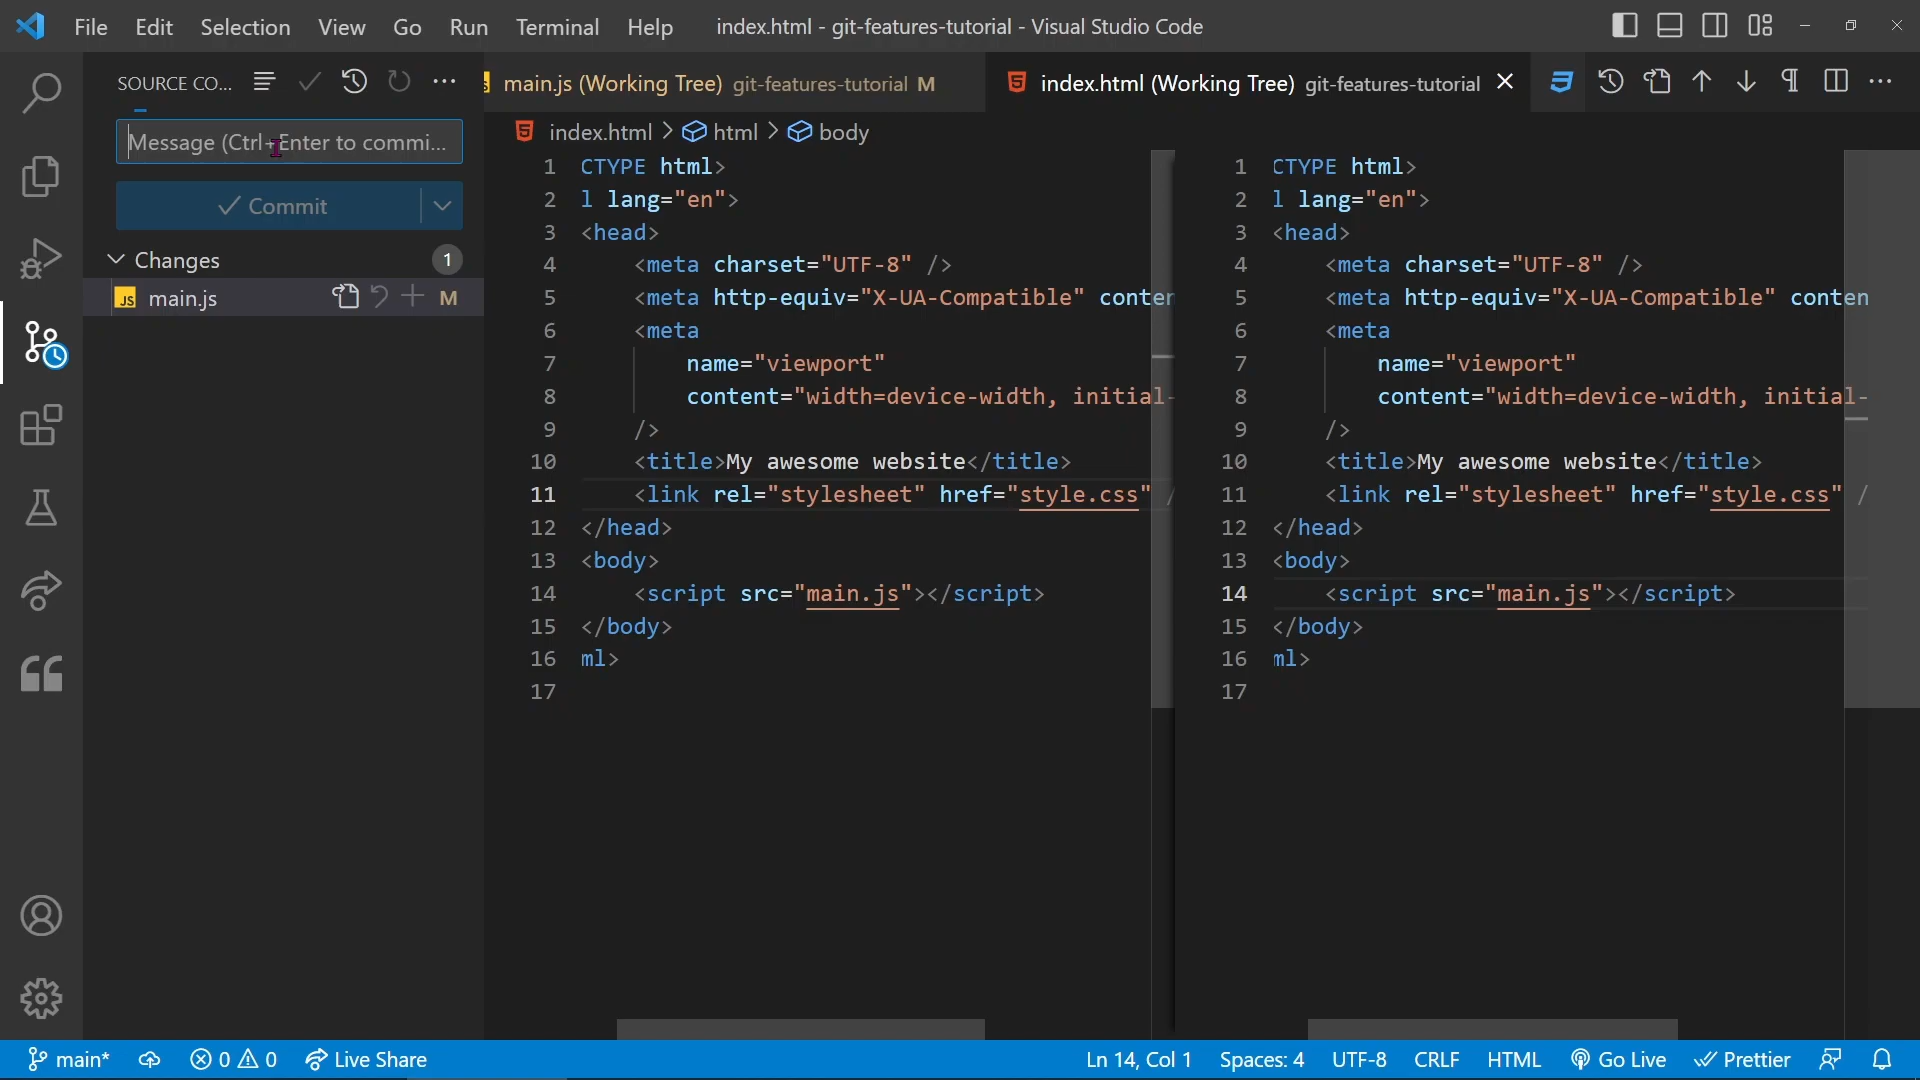 File Edit Selection View Go Run Terminal Help index.html - git-features-tutorial - Visual Studio Code
SOURCE CO...
main.js (Working Tree) git-features-tutorial M
index.html (Working Tree) git-features-tutorial
Message (Ctrl+Enter to commi...
Commit
Changes 1
JS main.js M
index.html > html > body
1 CTYPE html>
2 l lang="en">
3 <head>
4 <meta charset="UTF-8" />
5 <meta http-equiv="X-UA-Compatible" conten
6 <meta
7 name="viewport"
8 content="width=device-width, initial-
9 />
10 <title>My awesome website</title>
11 <link rel="stylesheet" href="style.css" /
12 </head>
13 <body>
14 <script src="main.js"></script>
15 </body>
16 ml>
17
1 CTYPE html>
2 l lang="en">
3 <head>
4 <meta charset="UTF-8" />
5 <meta http-equiv="X-UA-Compatible" conten
6 <meta
7 name="viewport"
8 content="width=device-width, initial-
9 />
10 <title>My awesome website</title>
11 <link rel="stylesheet" href="style.css" /
12 </head>
13 <body>
14 <script src="main.js"></script>
15 </body>
16 ml>
17
main* 0 0 Live Share Ln 14, Col 1 Spaces: 4 UTF-8 CRLF HTML Go Live Prettier